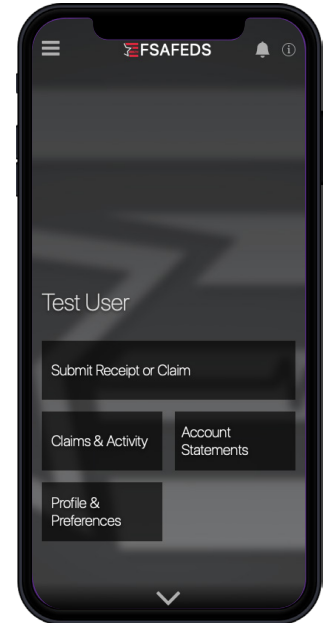 FSAFEDS
Test User
Submit Receipt or Claim
Claims & Activity
Account
Statements
Profile &
Preferences